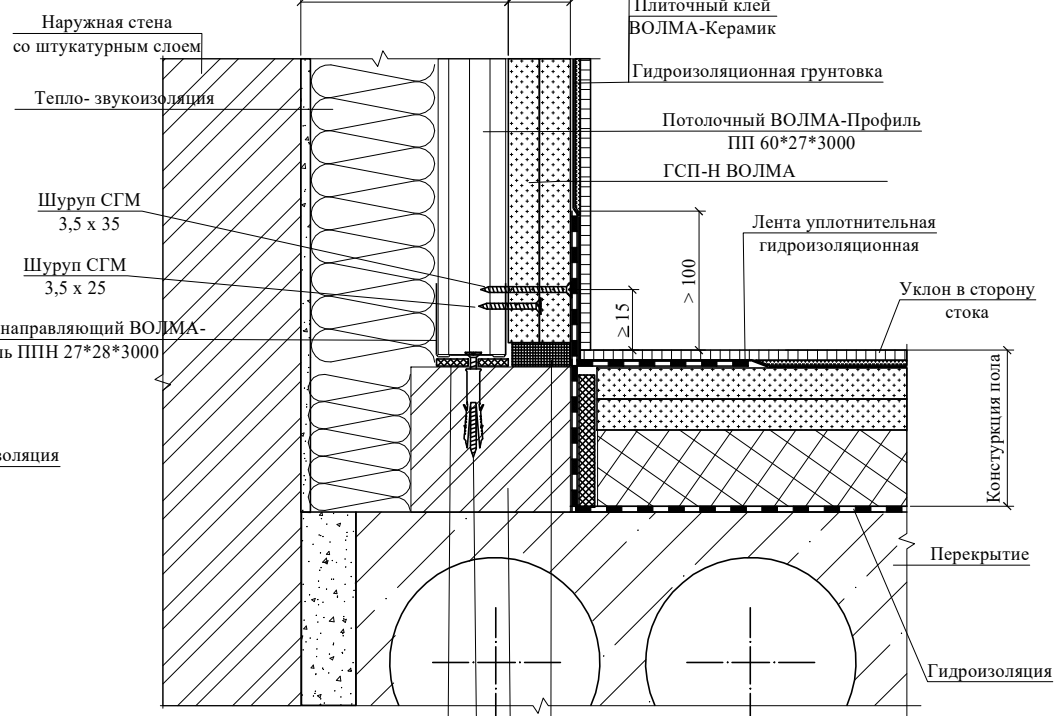 Плиточный клей
ВОЛМА-Керамик
Наружная стена
со штукатурным слоем
Гидроизоляционная грунтовка
Тепло- звукоизоляция
Потолочный ВОЛМА-Профиль
ПП 60*27*3000
ГСП-Н ВОЛМА
Шуруп СГМ
3,5 х 35
Лента уплотнительная
гидроизоляционная
Шуруп СГМ
3,5 х 25
> 100
≥ 15
Уклон в сторону
стока
направляющий ВОЛМА-
ль ППН 27*28*3000
золяция
Констуркция пола
Перекрытие
Гидроизоляция